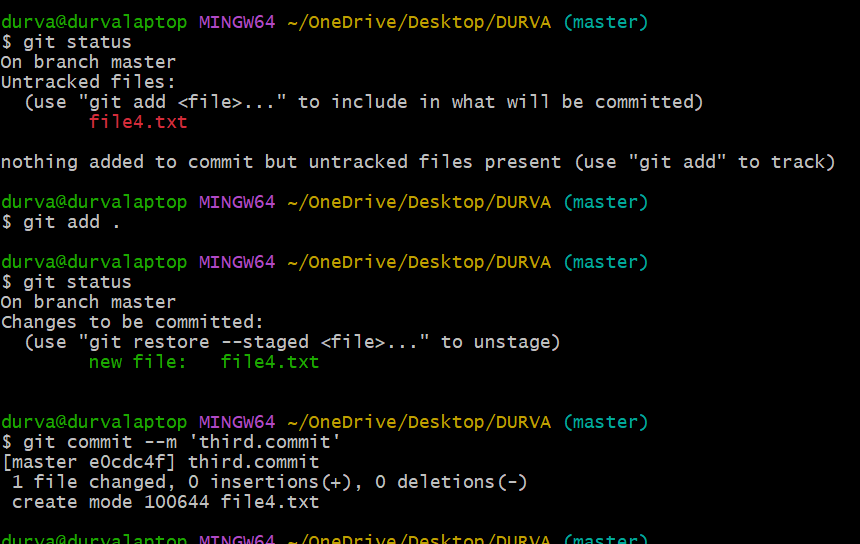 durva@durvalaptop MINGW64 ~/OneDrive/Desktop/DURVA (master)
$ git status
On branch master
Untracked files:
  (use "git add <file>..." to include in what will be committed)
        file4.txt

nothing added to commit but untracked files present (use "git add" to track)

durva@durvalaptop MINGW64 ~/OneDrive/Desktop/DURVA (master)
$ git add .

durva@durvalaptop MINGW64 ~/OneDrive/Desktop/DURVA (master)
$ git status
On branch master
Changes to be committed:
  (use "git restore --staged <file>..." to unstage)
        new file:   file4.txt


durva@durvalaptop MINGW64 ~/OneDrive/Desktop/DURVA (master)
$ git commit --m 'third.commit'
[master e0cdc4f] third.commit
 1 file changed, 0 insertions(+), 0 deletions(-)
 create mode 100644 file4.txt

durva@durvalaptop MINGW64 ~/OneDrive/Desktop/DURVA (master)